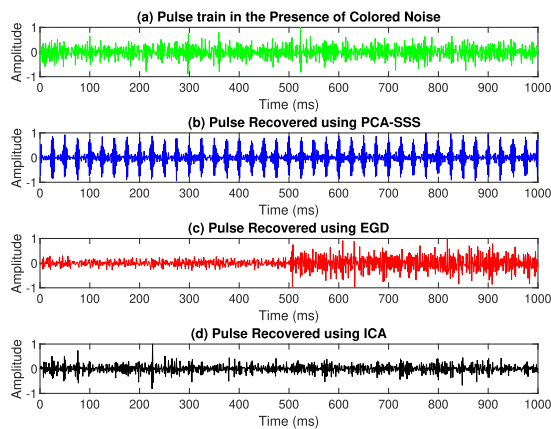 (a) Pulse train in the Presence of Colored Noise
Amplitude
1
0
-1
0 100 200 300 400 500 600 700 800 900 1000
Time (ms)
(b) Pulse Recovered using PCA-SSS
Amplitude
1
0
-1
0 100 200 300 400 500 600 700 800 900 1000
Time (ms)
(c) Pulse Recovered using EGD
Amplitude
1
0
-1
0 100 200 300 400 500 600 700 800 900 1000
Time (ms)
(d) Pulse Recovered using ICA
Amplitude
1
0
-1
0 100 200 300 400 500 600 700 800 900 1000
Time (ms)